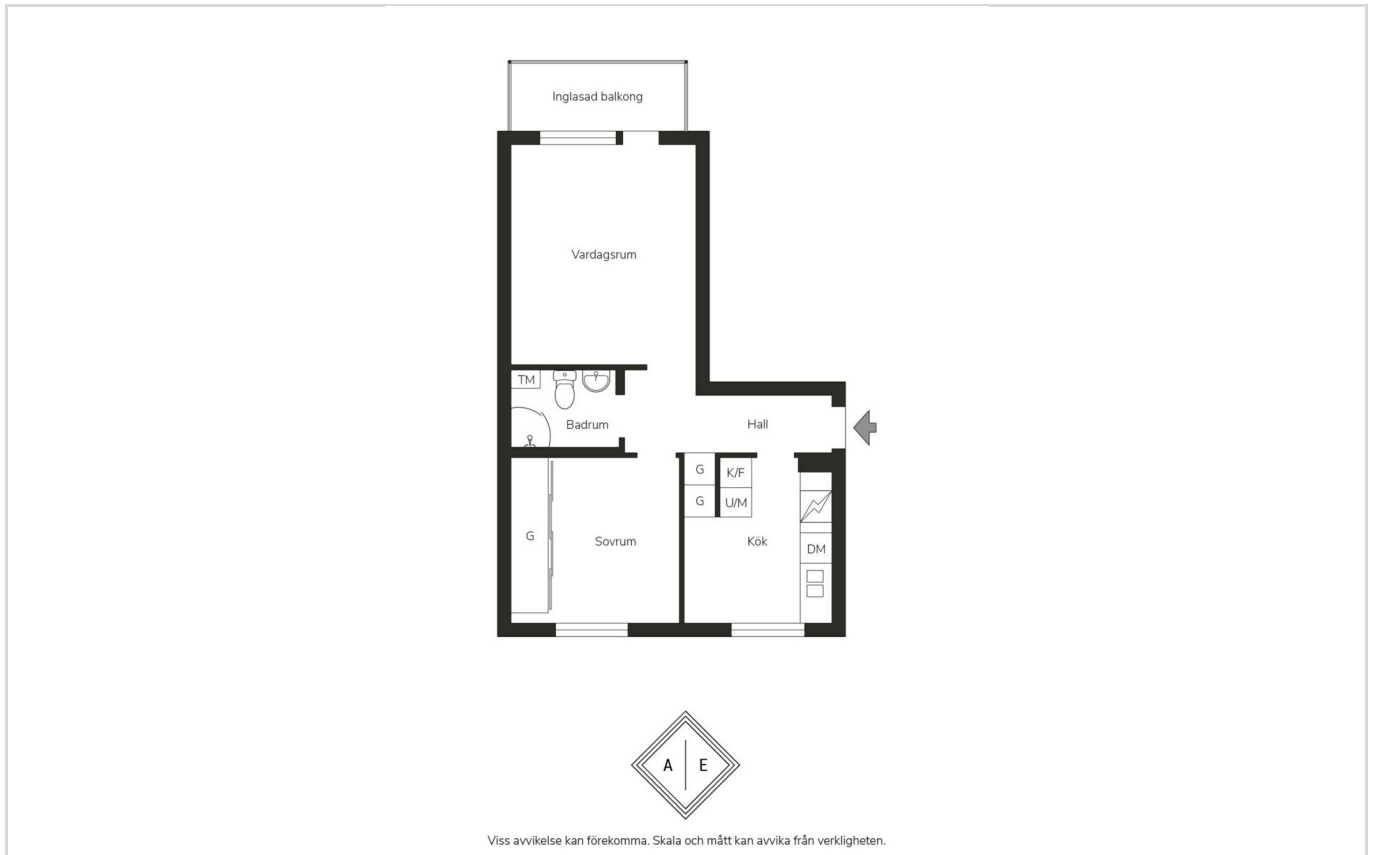 Inglasad balkong
Vardagsrum
TM
Badrum
Hall
G
K/F
G
U/M
G
Sovrum
Kök
DM
A E
Viss avvikelse kan förekomma. Skala och mått kan avvika från verkligheten.